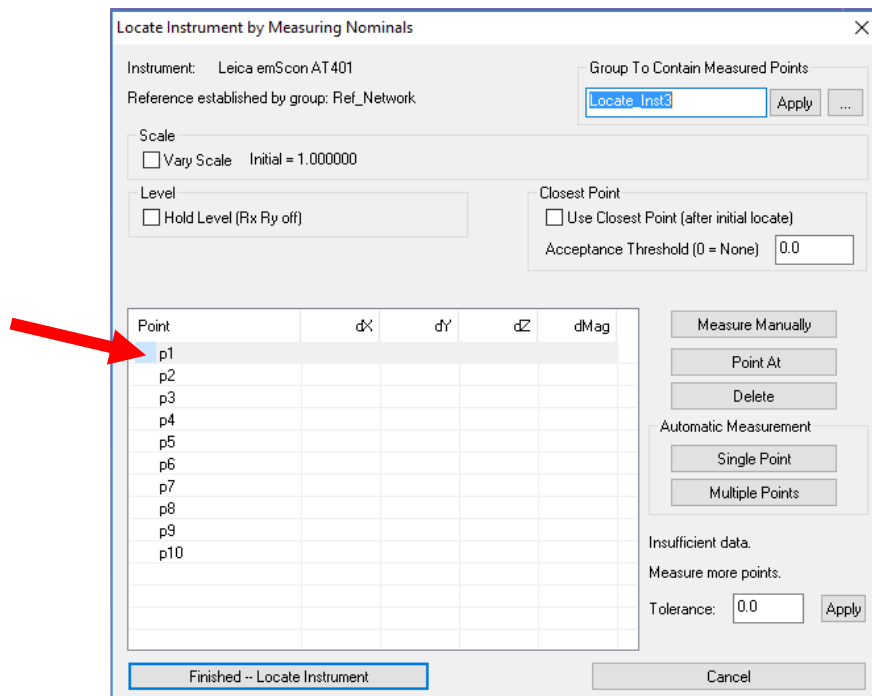 Locate Instrument by Measuring Nominals
Instrument: Leica emScon AT401
Reference established by group: Ref_Network
Group To Contain Measured Points
Locate_Inst3 Apply ...
Scale
Vary Scale Initial = 1.000000
Level
Hold Level (Rx Ry off)
Closest Point
Use Closest Point (after initial locate)
Acceptance Threshold (0 = None) 0.0
Point dX dY dZ dMag
p1
p2
p3
p4
p5
p6
p7
p8
p9
p10
Measure Manually
Point At
Delete
Automatic Measurement
Single Point
Multiple Points
Insufficient data.
Measure more points.
Tolerance: 0.0 Apply
Finished -- Locate Instrument
Cancel